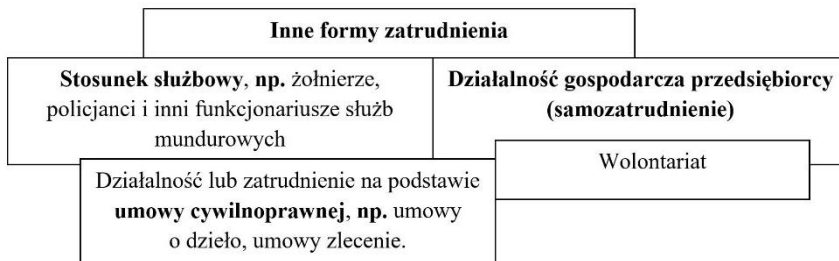 Inne formy zatrudnienia
Stosunek służbowy, np. żołnierze,
policjanci i inni funkcjonariusze służb
mundurowych
Działalność gospodarcza przedsiębiorcy
(samozatrudnienie)
Działalność lub zatrudnienie na podstawie
umowy cywilnoprawnej, np. umowy
o dzieło, umowy zlecenie.
Wolontariat